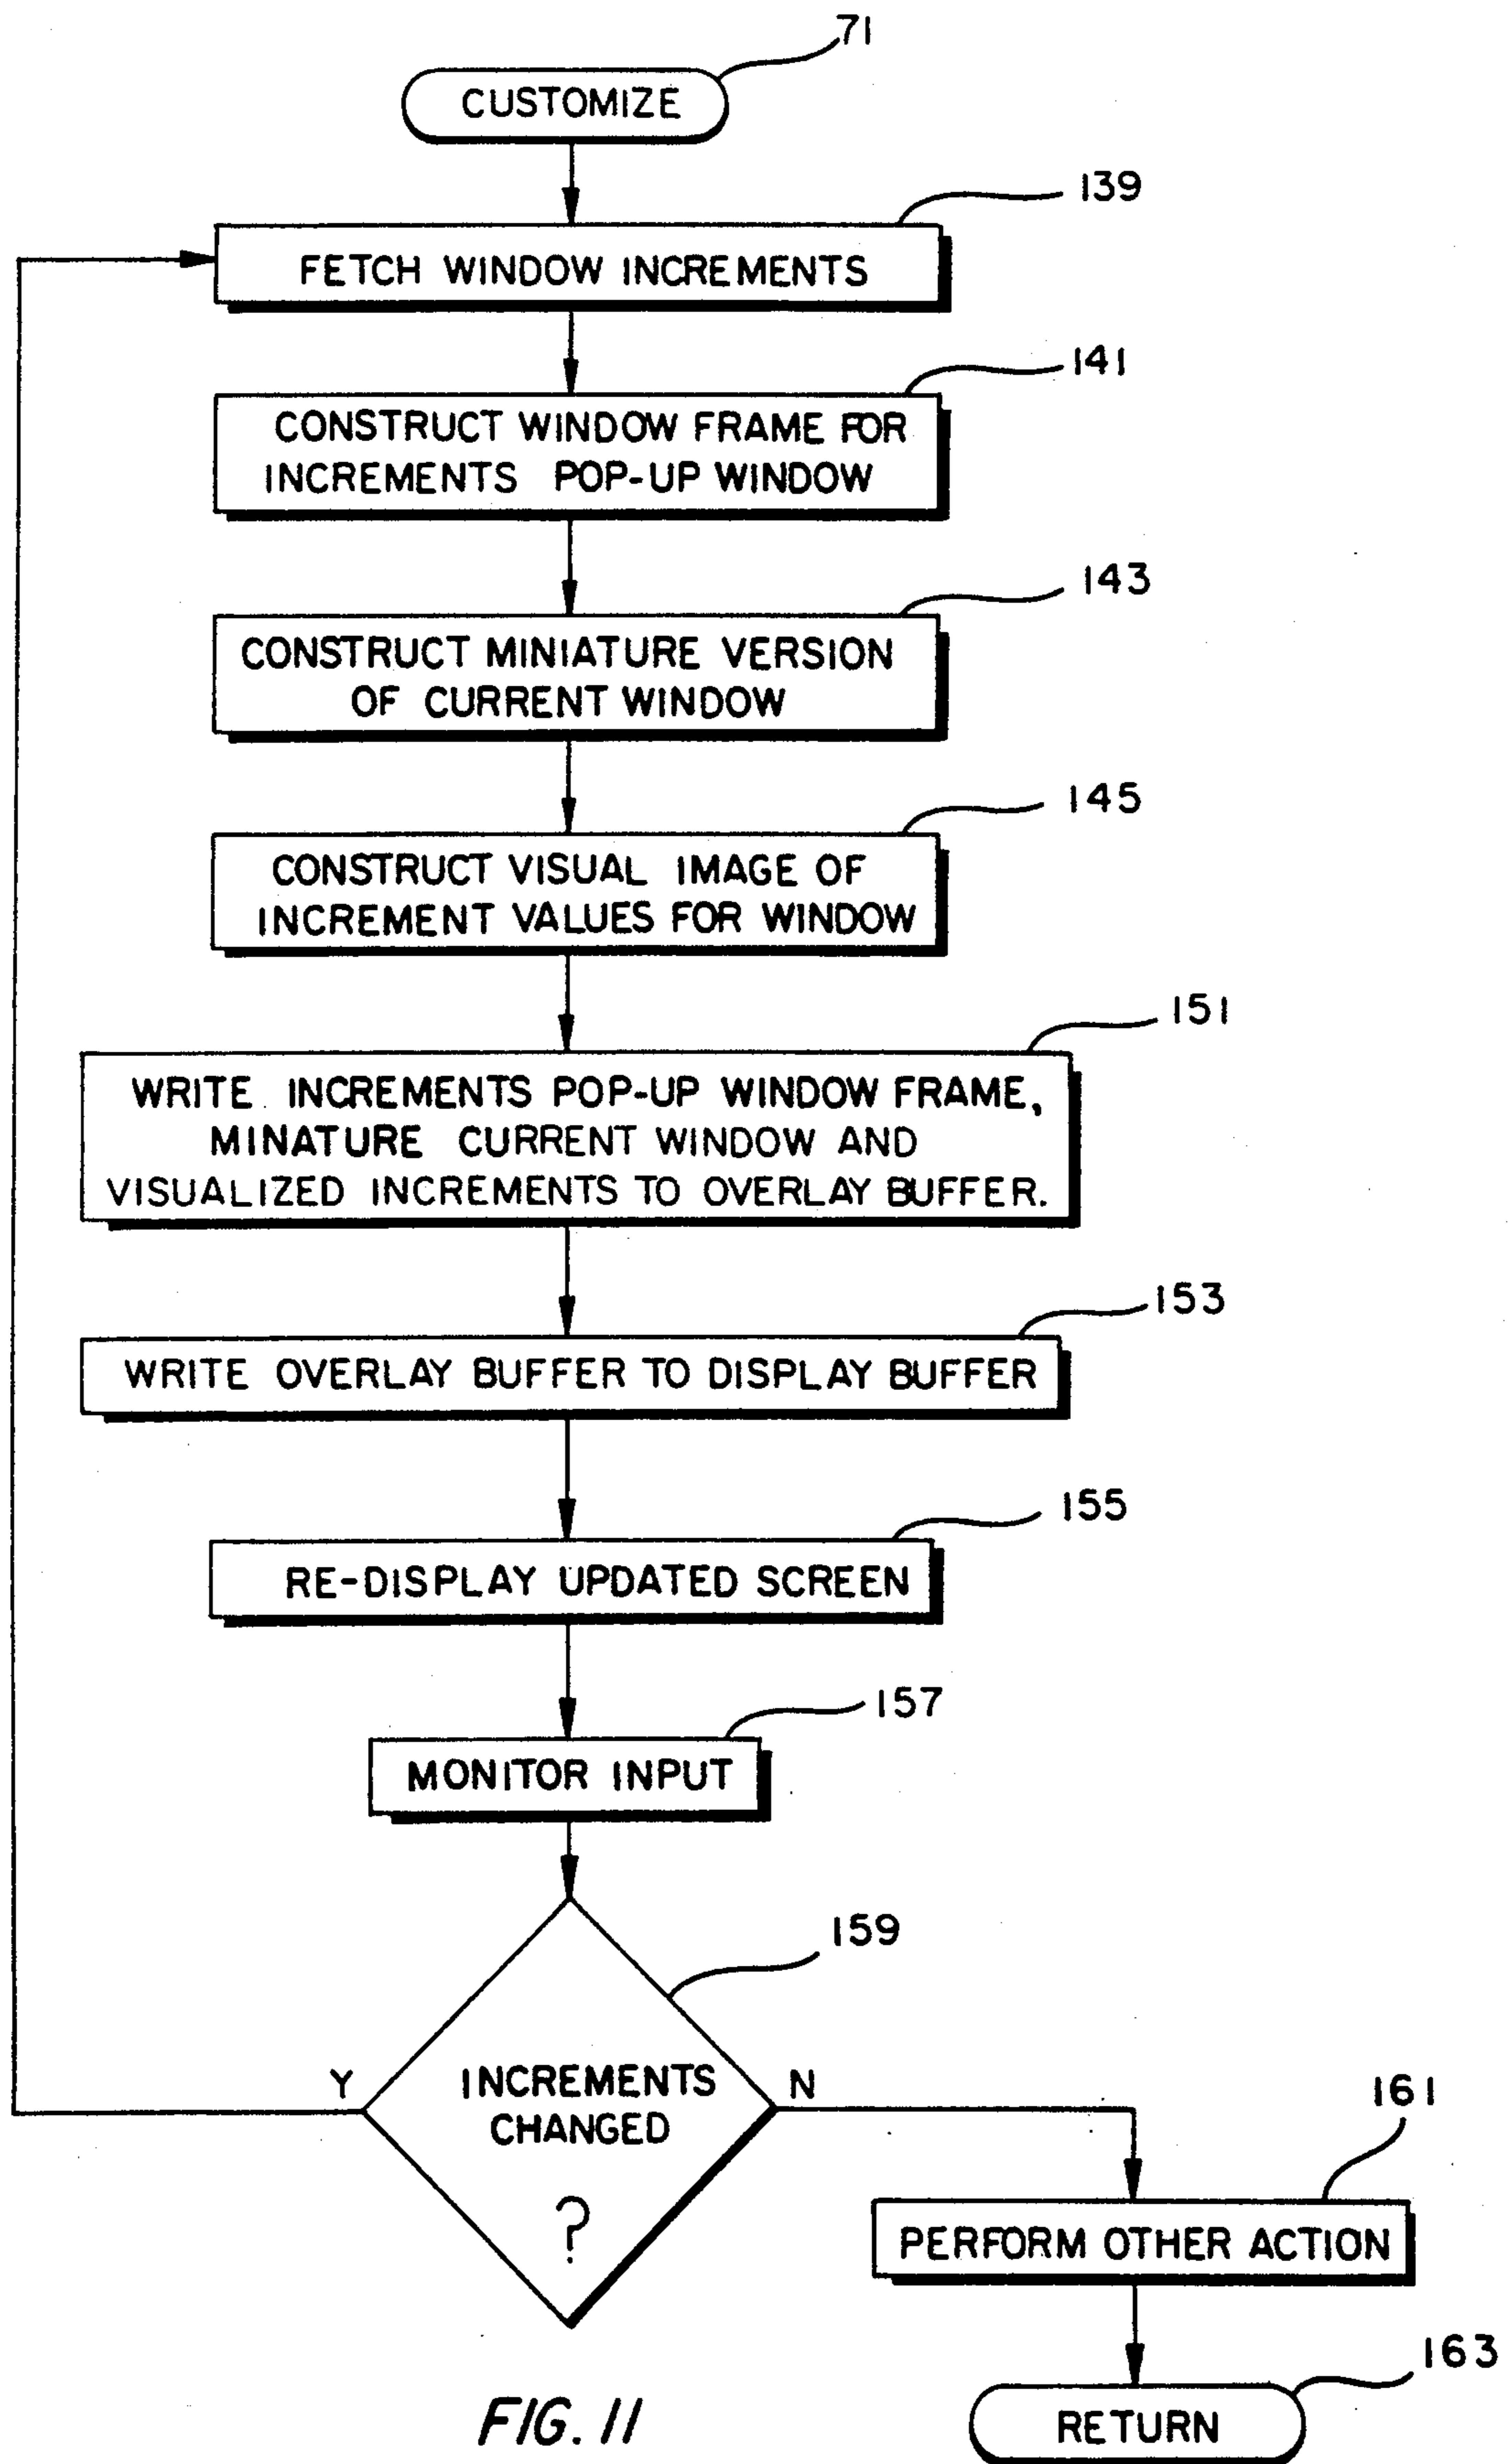 71
CUSTOMIZE
139
FETCH WINDOW INCREMENTS
141
CONSTRUCT WINDOW FRAME FOR
INCREMENTS POP-UP WINDOW
143
CONSTRUCT MINIATURE VERSION
OF CURRENT WINDOW
145
CONSTRUCT VISUAL IMAGE OF
INCREMENT VALUES FOR WINDOW
151
WRITE INCREMENTS POP-UP WINDOW FRAME,
MINATURE CURRENT WINDOW AND
VISUALIZED INCREMENTS TO OVERLAY BUFFER.
153
WRITE OVERLAY BUFFER TO DISPLAY BUFFER
155
RE-DISPLAY UPDATED SCREEN
157
MONITOR INPUT
159
Y
INCREMENTS
CHANGED
?
N
161
PERFORM OTHER ACTION
163
RETURN
FIG. 11